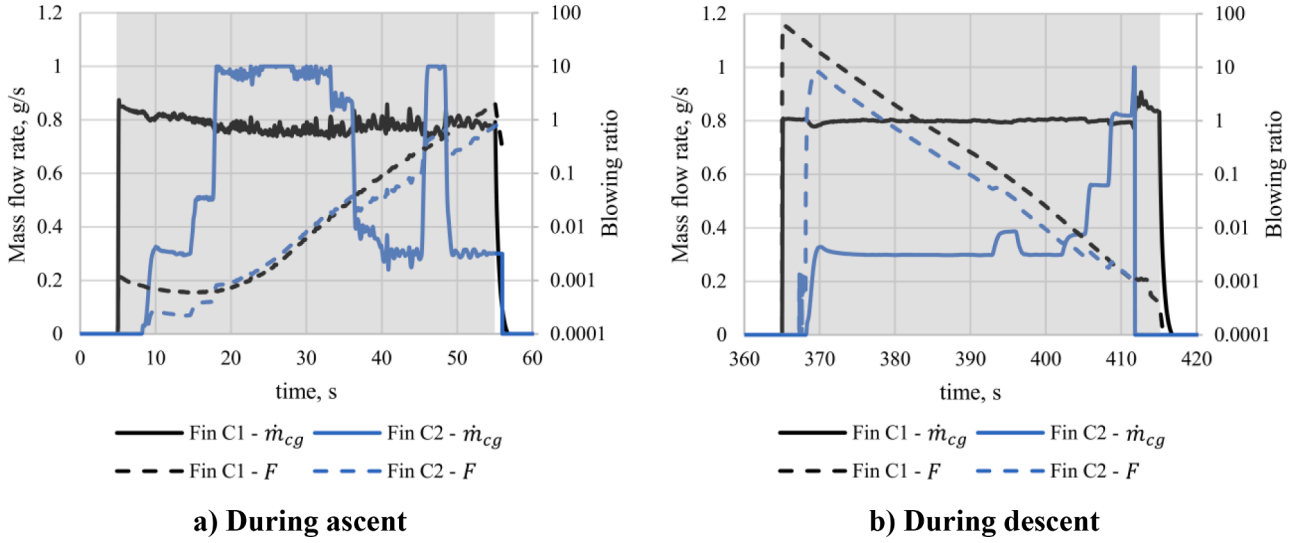 1.2 100
1 10
0.8 1
0.6 0.1
0.4 0.01
0.2 0.001
0 0.0001
Mass flow rate, g/s
Blowing ratio
0 10 20 30 40 50 60
time, s
Fin C1 - ṁcg Fin C2 - ṁcg
Fin C1 - F Fin C2 - F
a) During ascent
1.2 100
1 10
0.8 1
0.6 0.1
0.4 0.01
0.2 0.001
0 0.0001
Mass flow rate, g/s
Blowing ratio
360 370 380 390 400 410 420
time, s
Fin C1 - ṁcg Fin C2 - ṁcg
Fin C1 - F Fin C2 - F
b) During descent